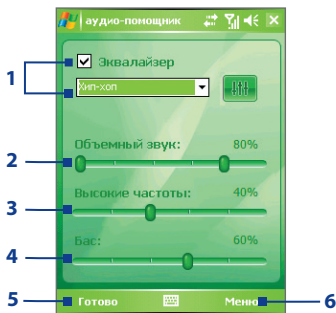 аудио-помощник
1
Эквалайзер
Хип-хоп
Объемный звук: 80%
2
Высокие частоты: 40%
3
Бас: 60%
4
5 Готово Меню 6